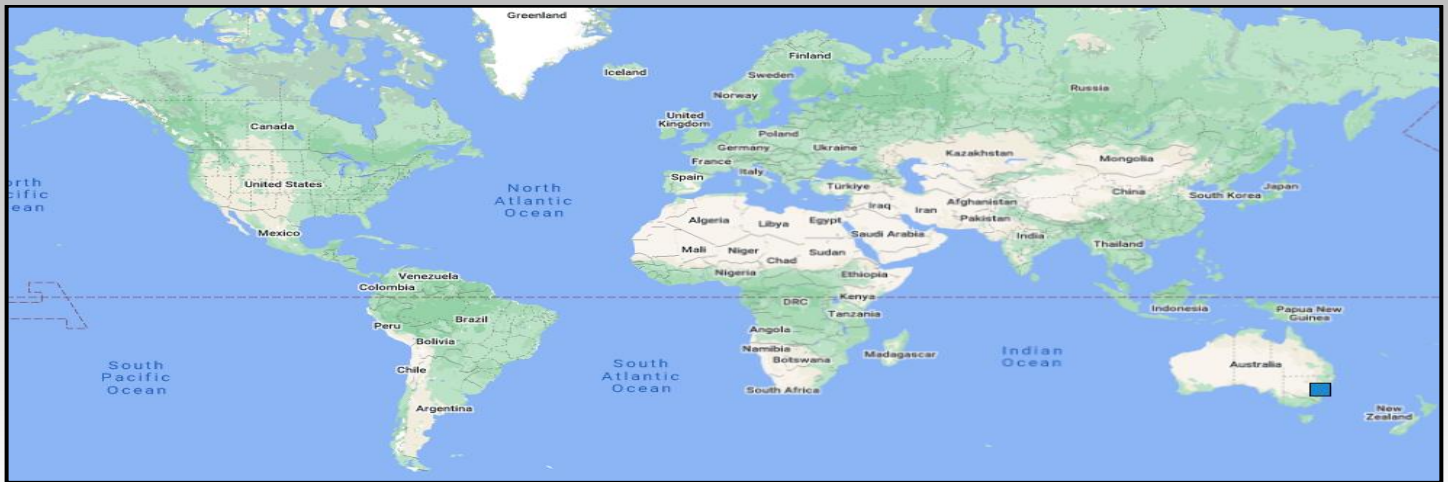 Greenland
Iceland
Finland
Sweden
Norway
Russia
United
Kingdom
Canada
Poland
Germany
Ukraine
France
Kazakhstan
Mongolia
Italy
Spain
United States
Türkiye
China
Japan
South Korea
North
Atlantic
Ocean
orth
cific
ean
Iraq
Iran
Afghanistan
Pakistan
Algeria
Libya
Egypt
Saudi Arabia
India
Mexico
Thailand
Mali
Niger
Chad
Sudan
Nigeria
Ethiopia
Venezuela
Colombia
DRC
Kenya
Tanzania
Indonesia
Papua New
Guinea
Peru
Brazil
Bolivia
Angola
Namibia
Botswana
Madagascar
Indian
Ocean
Australia
South
Pacific
Ocean
Chile
South
Atlantic
Ocean
South Africa
Argentina
New
Zealand